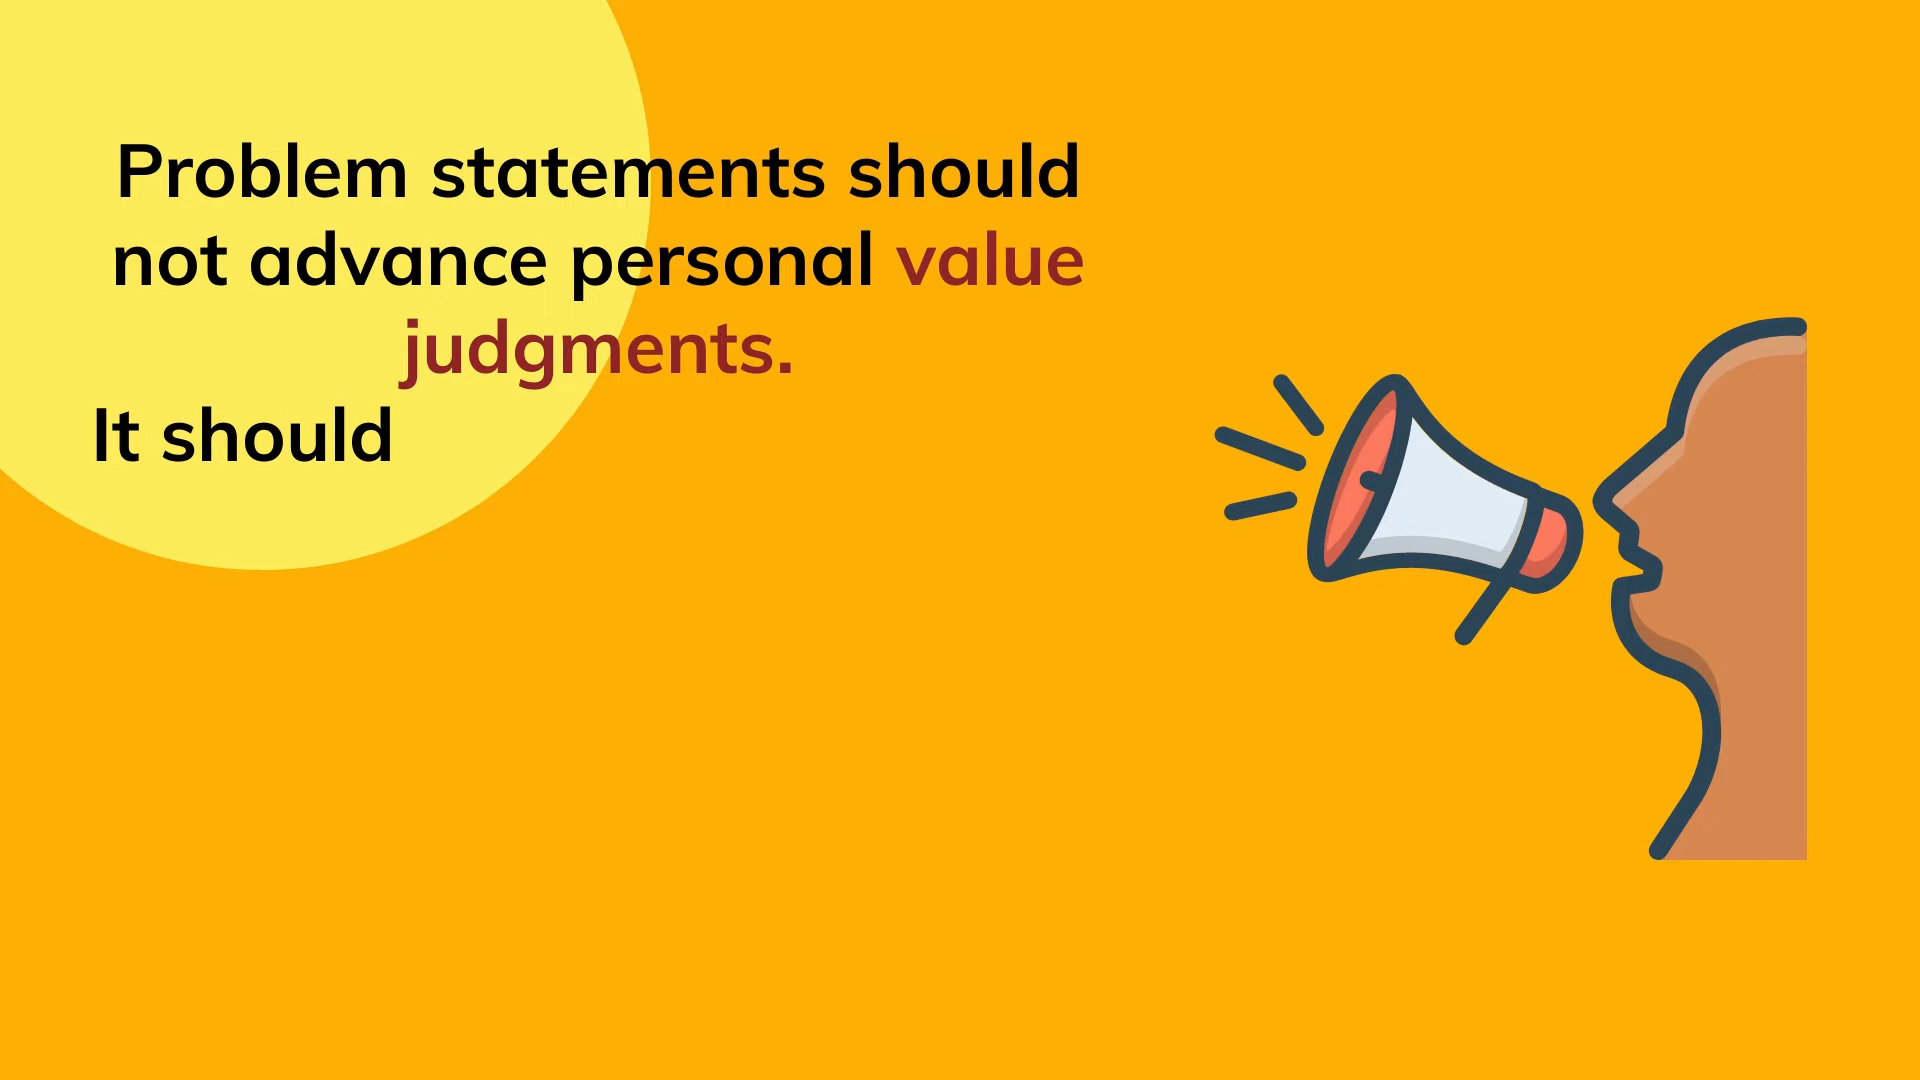 Problem statements should
not advance personal value
judgments.
It should